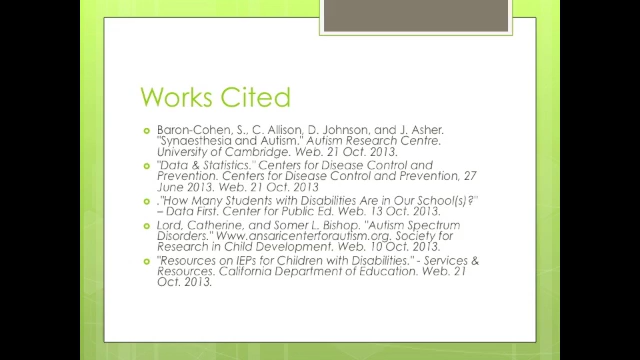 Works Cited
Baron-Cohen, S., C. Allison, D. Johnson, and J. Asher.
"Synaesthesia and Autism." Autism Research Centre.
University of Cambridge. Web. 21 Oct. 2013.
"Data & Statistics." Centers for Disease Control and
Prevention. Centers for Disease Control and Prevention, 27
June 2013. Web. 21 Oct. 2013
."How Many Students with Disabilities Are in Our School(s)?"
– Data First. Center for Public Ed. Web. 13 Oct. 2013.
Lord, Catherine, and Somer L. Bishop. "Autism Spectrum
Disorders." Www.ansaricenterforautism.org. Society for
Research in Child Development. Web. 10 Oct. 2013.
"Resources on IEPs for Children with Disabilities." - Services &
Resources. California Department of Education. Web. 21
Oct. 2013.